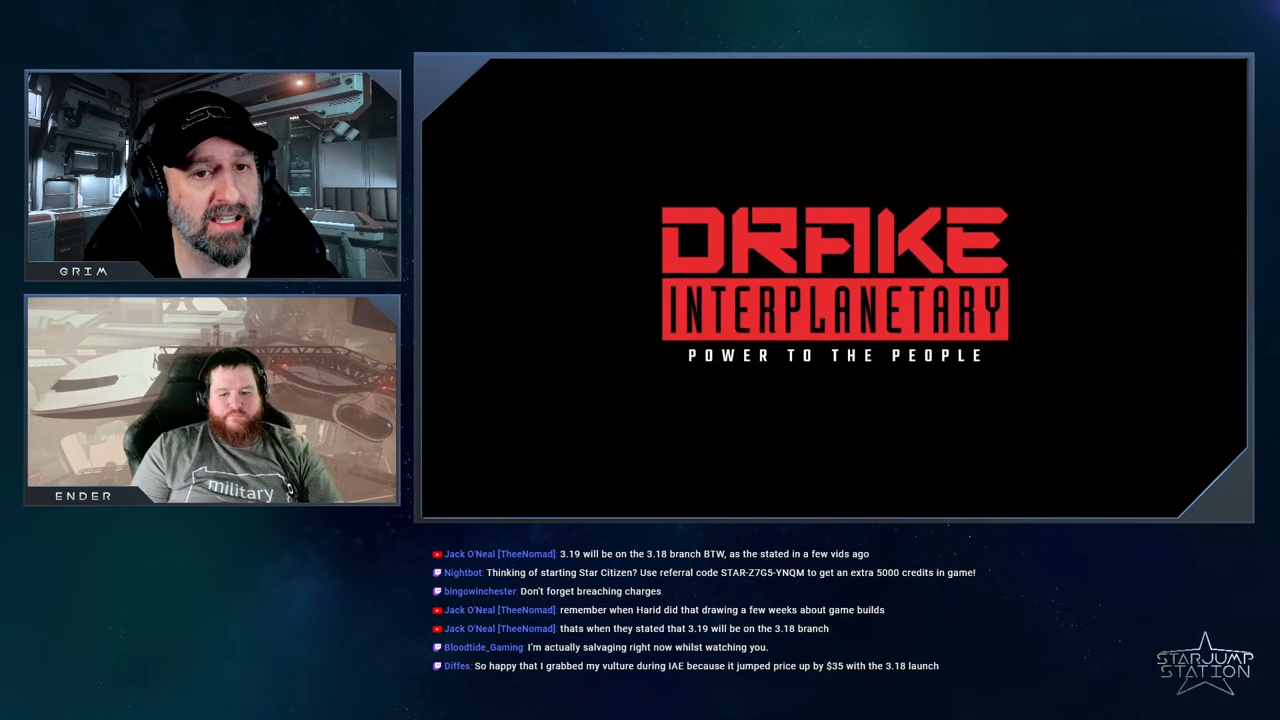 GRIM
ENDER
military
DRAKE
INTERPLANETARY
POWER TO THE PEOPLE
Jack O'Neal [TheeNomad]: 3.19 will be on the 3.18 branch BTW, as the stated in a few vids ago
Nightbot: Thinking of starting Star Citizen? Use referral code STAR-Z7G5-YNQM to get an extra 5000 credits in game!
bingowinchester: Don't forget breaching charges
Jack O'Neal [TheeNomad]: remember when Harid did that drawing a few weeks about game builds
Jack O'Neal [TheeNomad]: thats when they stated that 3.19 will be on the 3.18 branch
Bloodtide_Gaming: I'm actually salvaging right now whilst watching you.
Diffes: So happy that I grabbed my vulture during IAE because it jumped price up by $35 with the 3.18 launch
STARJUMP
STATION